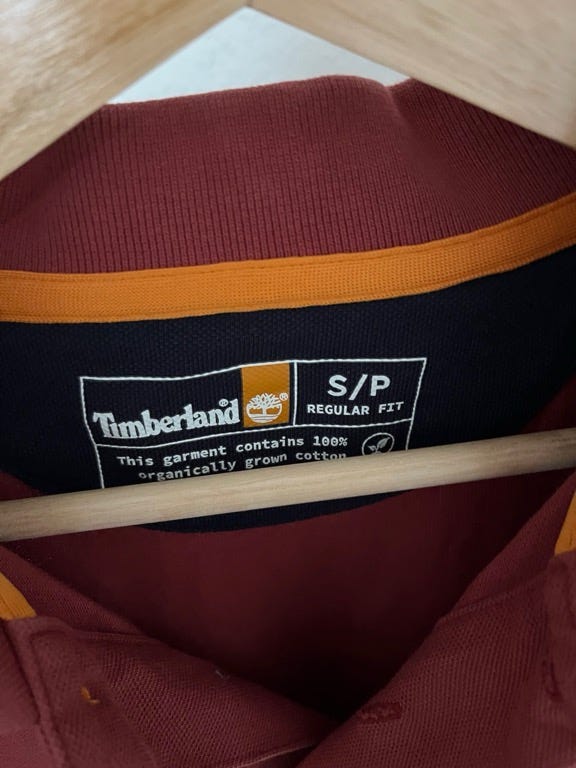 Timberland®
®
S/P
REGULAR FIT
This garment contains 100%
organically grown cotton